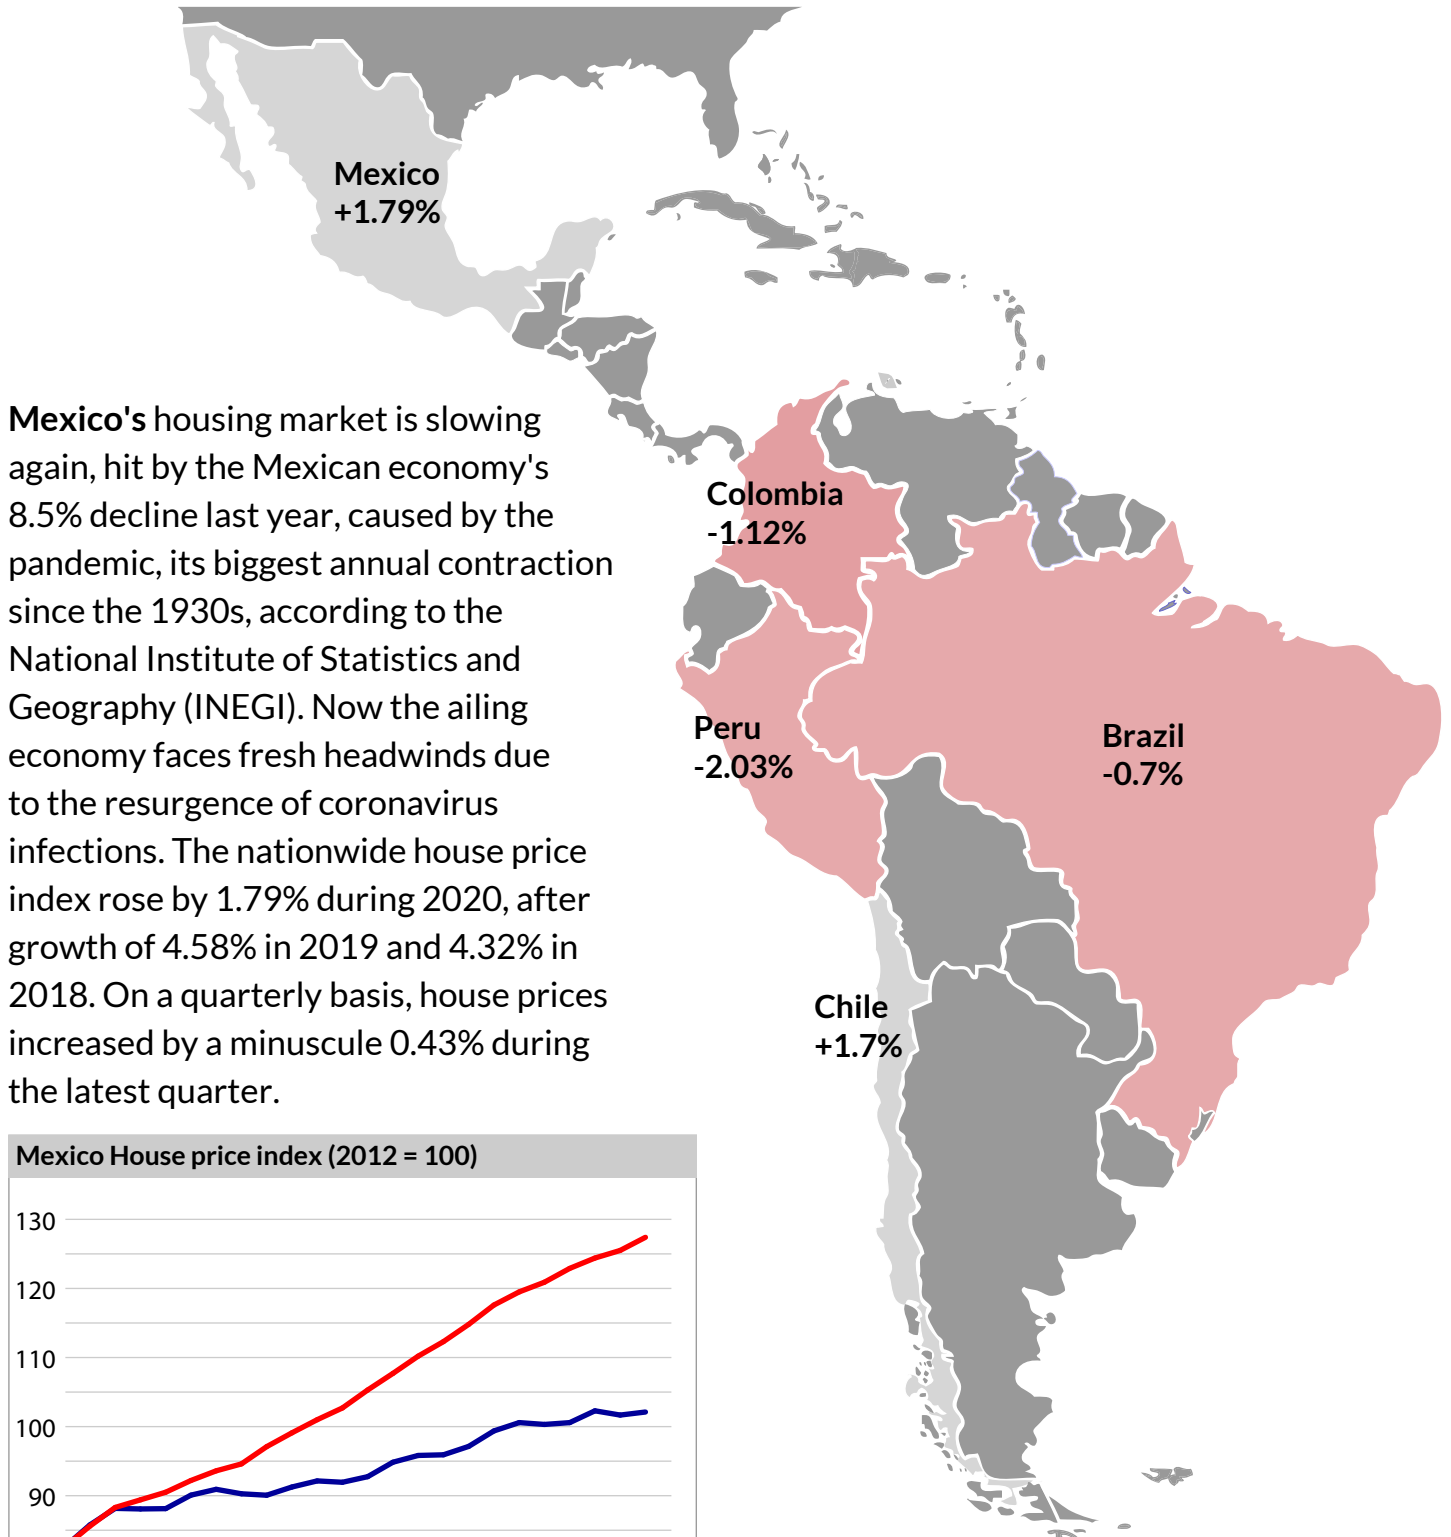 Mexico
+1.79%
Mexico's housing market is slowing
again, hit by the Mexican economy's
8.5% decline last year, caused by the
pandemic, its biggest annual contraction
since the 1930s, according to the
National Institute of Statistics and
Geography (INEGI). Now the ailing
economy faces fresh headwinds due
to the resurgence of coronavirus
infections. The nationwide house price
index rose by 1.79% during 2020, after
growth of 4.58% in 2019 and 4.32% in
2018. On a quarterly basis, house prices
increased by a minuscule 0.43% during
the latest quarter.
Colombia
-1.12%
Peru
-2.03%
Brazil
-0.7%
Chile
+1.7%
Mexico House price index (2012 = 100)
130
120
110
100
90